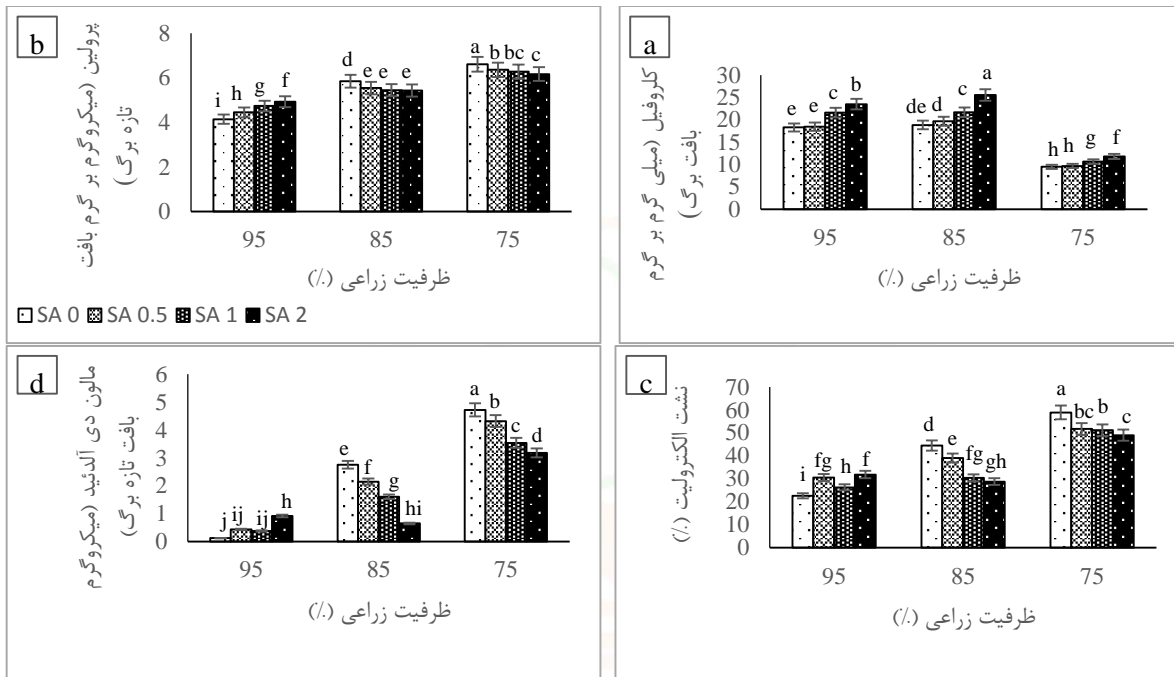 b
پرولین (میکروگرم بر گرم بافت
تازه برگ)
8
6
4
2
0
i h g f
d e e e
a b bc c
95 85 75
ظرفیت زراعی (٪)
SA 0 SA 0.5 SA 1 SA 2
a
کلروفیل (میلی گرم بر گرم
بافت برگ)
30
25
20
15
10
5
0
e e c b
de d c a
h h g f
95 85 75
ظرفیت زراعی (٪)
d
مالون دی آلدئید (میکروگرم
بافت تازه برگ)
6
5
4
3
2
1
0
j ij ij h
e f g hi
a b c d
95 85 75
ظرفیت زراعی (٪)
c
نشت الکترولیت (٪)
70
60
50
40
30
20
10
0
i fg h f
d e fg gh
a bc b c
95 85 75
ظرفیت زراعی (٪)